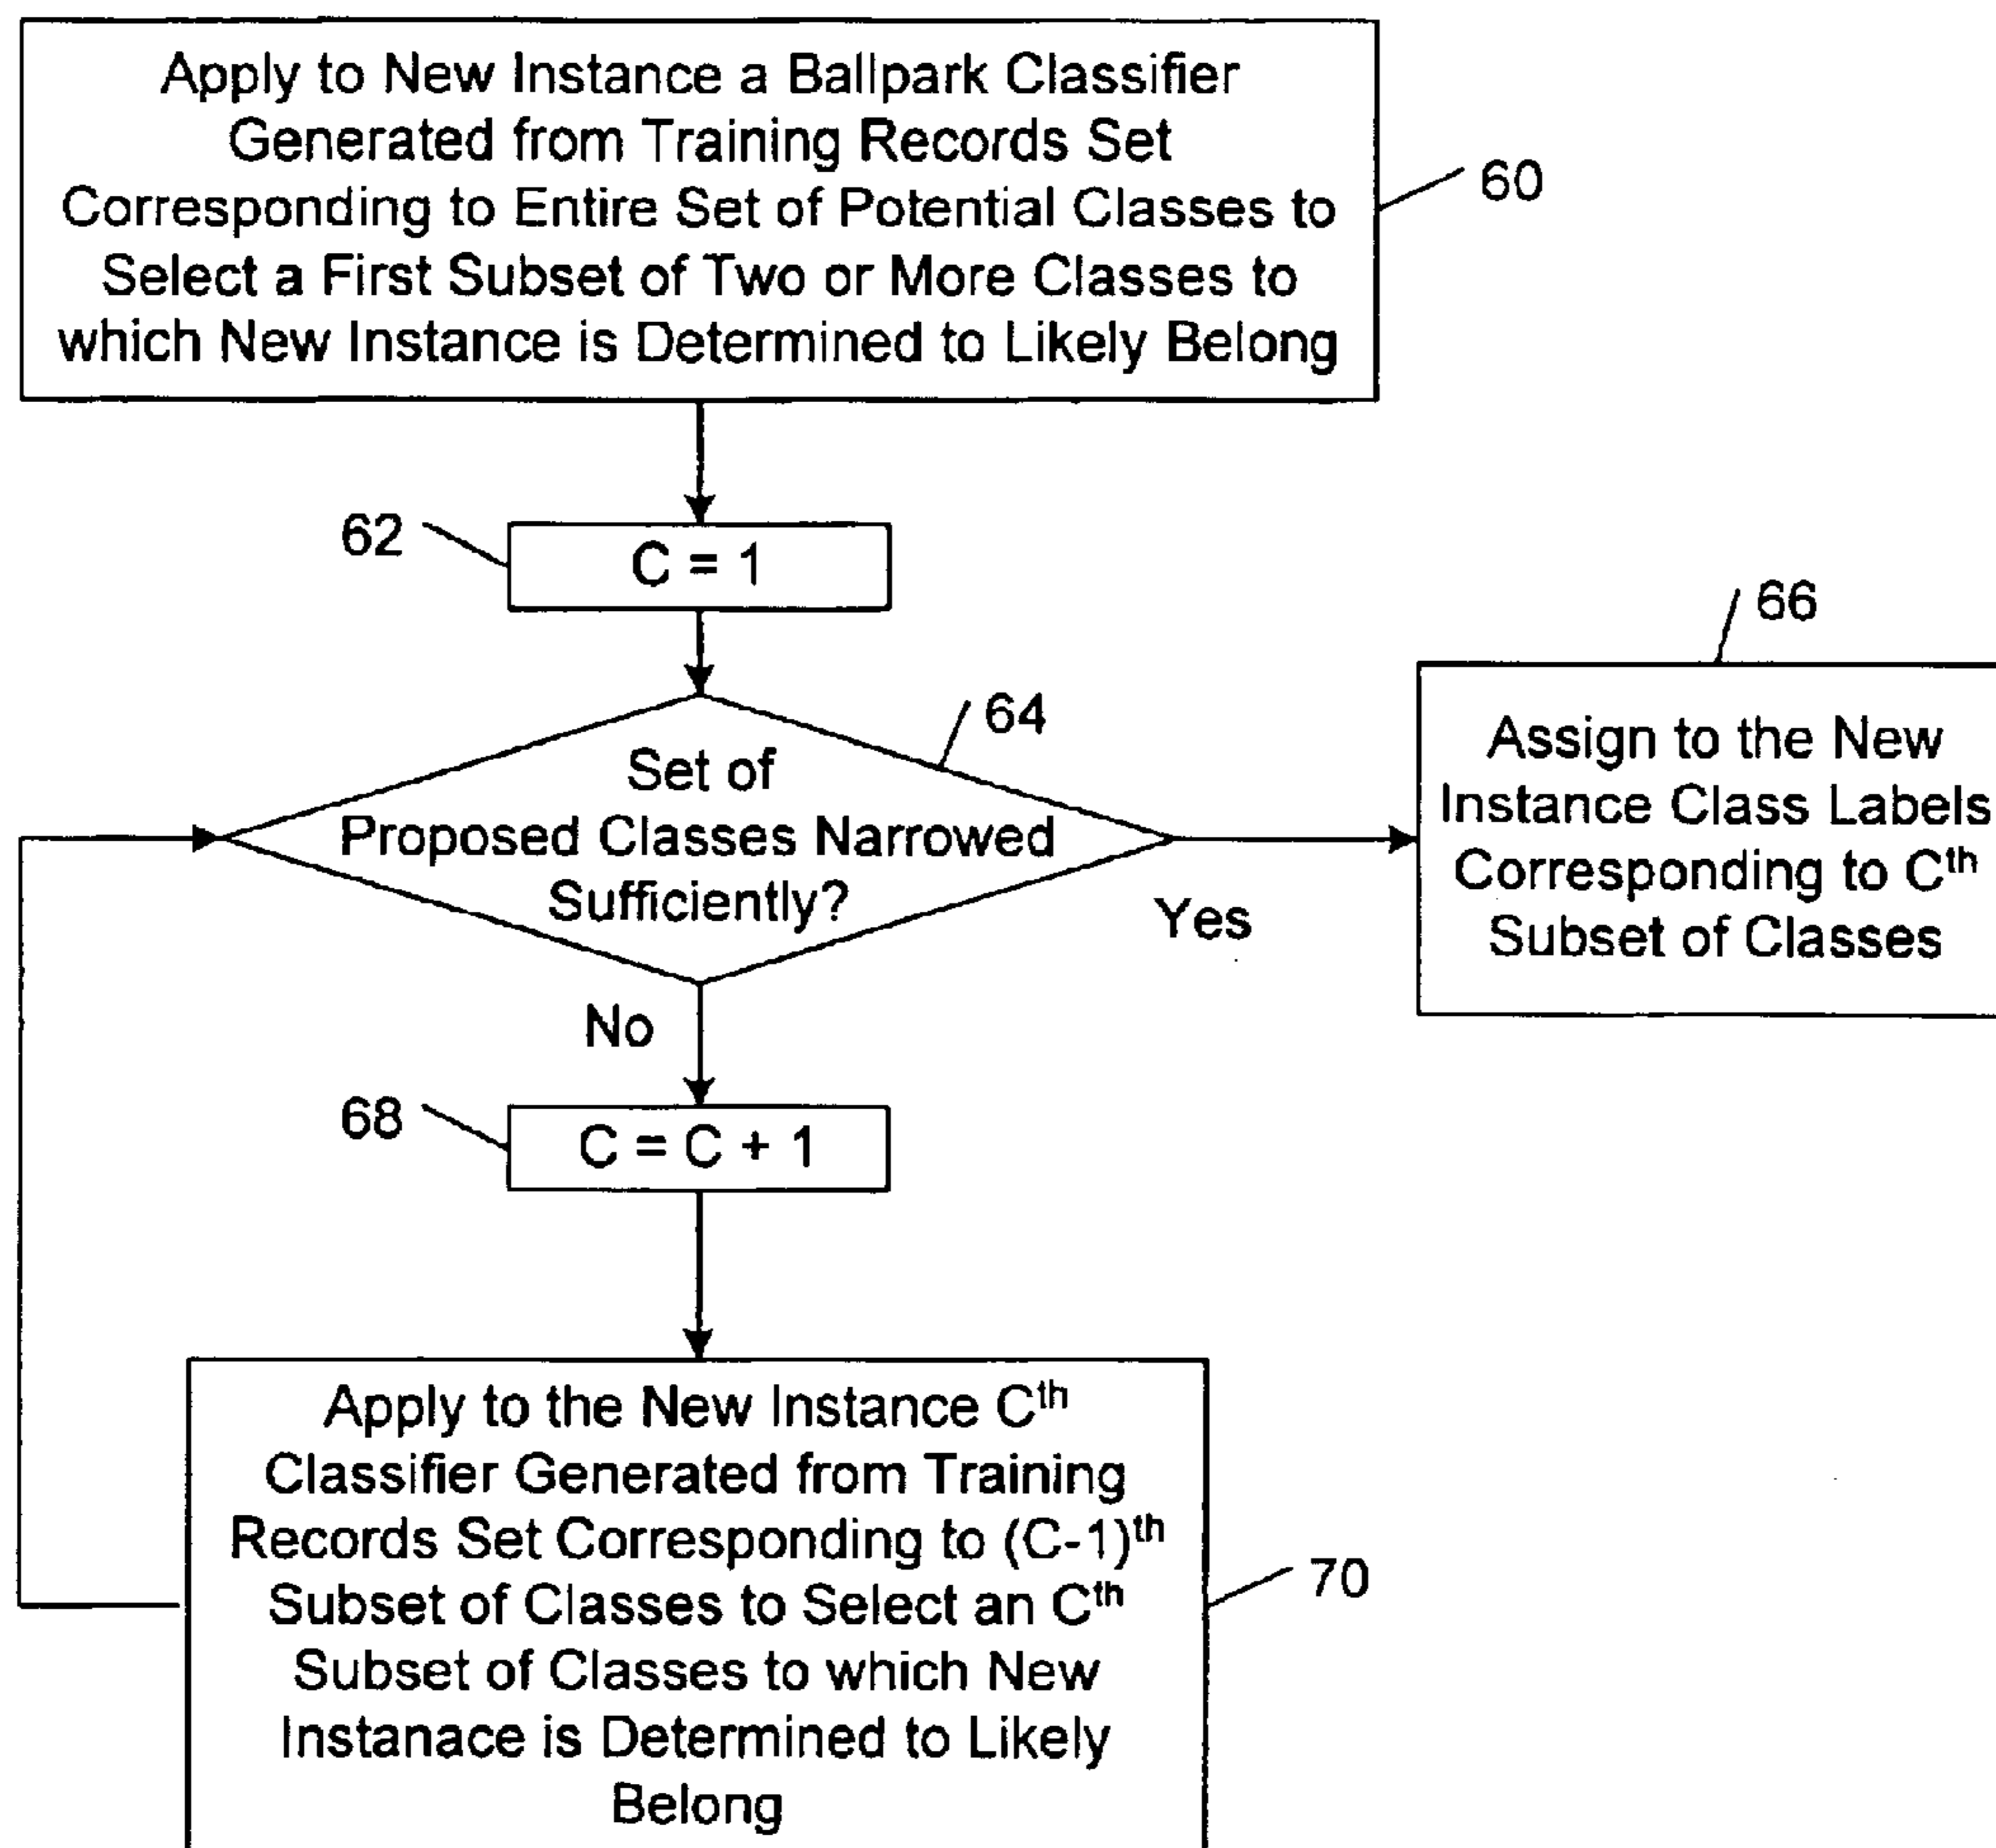 Apply to New Instance a Ballpark Classifier
Generated from Training Records Set
Corresponding to Entire Set of Potential Classes to
Select a First Subset of Two or More Classes to
which New Instance is Determined to Likely Belong
60
62
C = 1
66
64
Set of
Proposed Classes Narrowed
Sufficiently?
Yes
Assign to the New
Instance Class Labels
Corresponding to Cth
Subset of Classes
No
68
C = C + 1
Apply to the New Instance Cth
Classifier Generated from Training
Records Set Corresponding to (C-1)th
Subset of Classes to Select an Cth
Subset of Classes to which New
Instanace is Determined to Likely
Belong
70